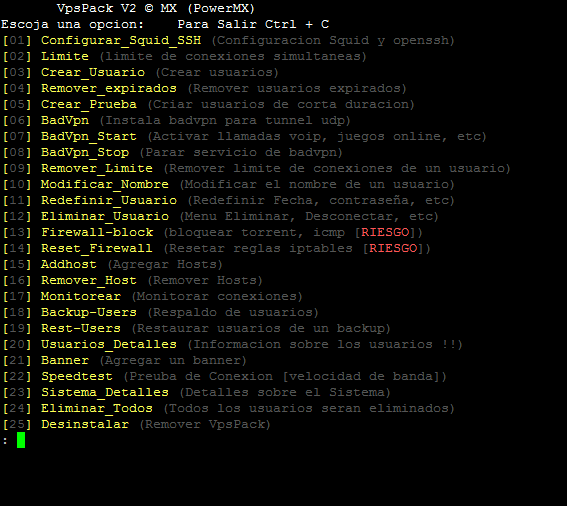 VpsPack V2 © MX (PowerMX)
Escoja una opcion: Para Salir Ctrl + C
[01] Configurar_Squid_SSH (Configuracion Squid y openssh)
[02] Limite (limite de conexiones simultaneas)
[03] Crear_Usuario (Crear usuarios)
[04] Remover_expirados (Remover usuarios expirados)
[05] Crear_Prueba (Criar usuarios de corta duracion)
[06] BadVpn (Instala badvpn para tunnel udp)
[07] BadVpn_Start (Activar llamadas voip, juegos online, etc)
[08] BadVpn_Stop (Parar servicio de badvpn)
[09] Remover_Limite (Remover limite de conexiones de un usuario)
[10] Modificar_Nombre (Modificar el nombre de un usuario)
[11] Redefinir_Usuario (Redefinir Fecha, contraseña, etc)
[12] Eliminar_Usuario (Menu Eliminar, Desconectar, etc)
[13] Firewall-block (bloquear torrent, icmp [RIESGO])
[14] Reset_Firewall (Resetar reglas iptables [RIESGO])
[15] Addhost (Agregar Hosts)
[16] Remover_Host (Remover Hosts)
[17] Monitorear (Monitorar conexiones)
[18] Backup-Users (Respaldo de usuarios)
[19] Rest-Users (Restaurar usuarios de un backup)
[20] Usuarios_Detalles (Informacion sobre los usuarios !!)
[21] Banner (Agregar un banner)
[22] Speedtest (Preuba de Conexion [velocidad de banda])
[23] Sistema_Detalles (Detalles sobre el Sistema)
[24] Eliminar_Todos (Todos los usuarios seran eliminados)
[25] Desinstalar (Remover VpsPack)
: